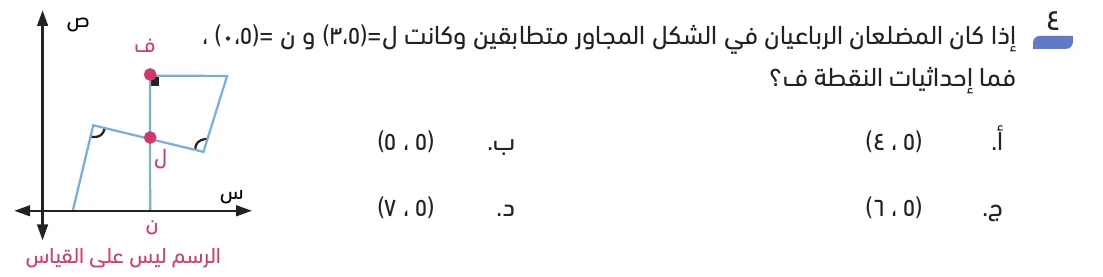 ٤
إذا كان المضلعان الرباعيان في الشكل المجاور متطابقين وكانت ل=(٣،٥) و ن =(٠،٥) ،
فما إحداثيات النقطة ف؟
أ. (٥ ، ٤)
ب. (٥ ، ٥)
ج. (٥ ، ٦)
د. (٥ ، ٧)
ص
ف
ل
س
ن
الرسم ليس على القياس